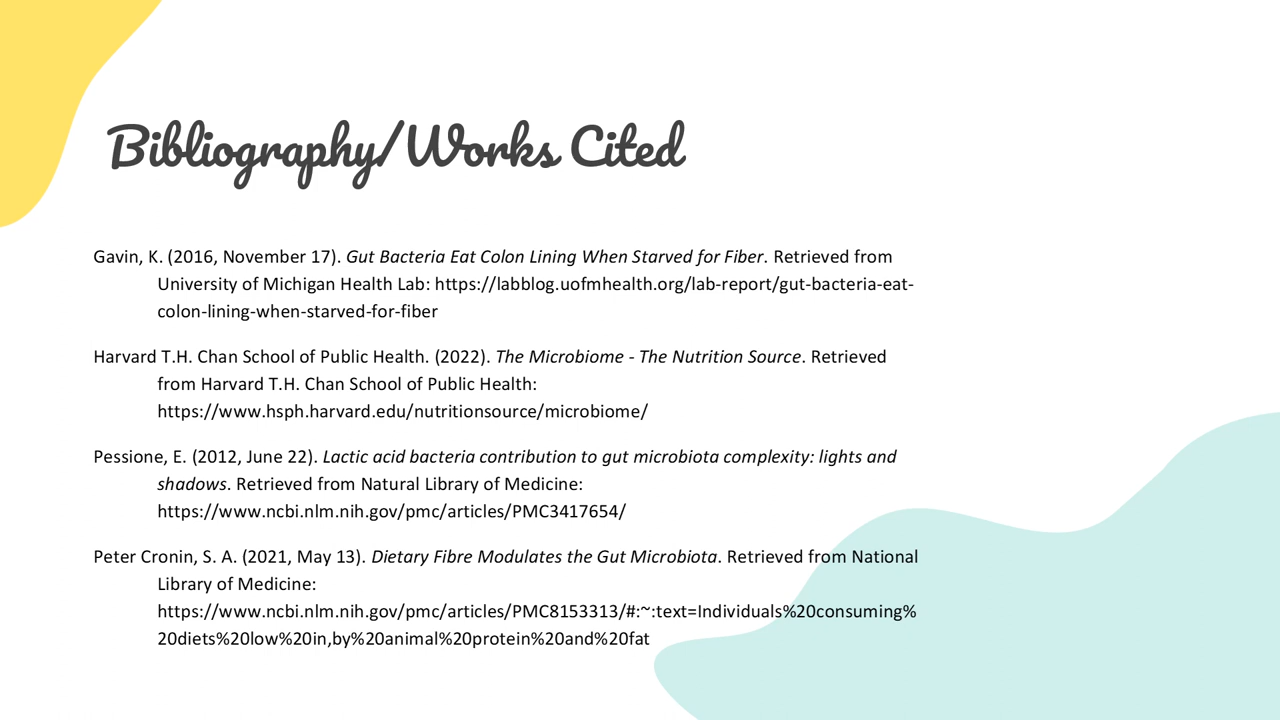 Bibliography/Works Cited
Gavin, K. (2016, November 17). Gut Bacteria Eat Colon Lining When Starved for Fiber. Retrieved from
University of Michigan Health Lab: https://labblog.uofmhealth.org/lab-report/gut-bacteria-eat-
colon-lining-when-starved-for-fiber
Harvard T.H. Chan School of Public Health. (2022). The Microbiome - The Nutrition Source. Retrieved
from Harvard T.H. Chan School of Public Health:
https://www.hsph.harvard.edu/nutritionsource/microbiome/
Pessione, E. (2012, June 22). Lactic acid bacteria contribution to gut microbiota complexity: lights and
shadows. Retrieved from Natural Library of Medicine:
https://www.ncbi.nlm.nih.gov/pmc/articles/PMC3417654/
Peter Cronin, S. A. (2021, May 13). Dietary Fibre Modulates the Gut Microbiota. Retrieved from National
Library of Medicine:
https://www.ncbi.nlm.nih.gov/pmc/articles/PMC8153313/#:~:text=Individuals%20consuming%
20diets%20low%20in,by%20animal%20protein%20and%20fat